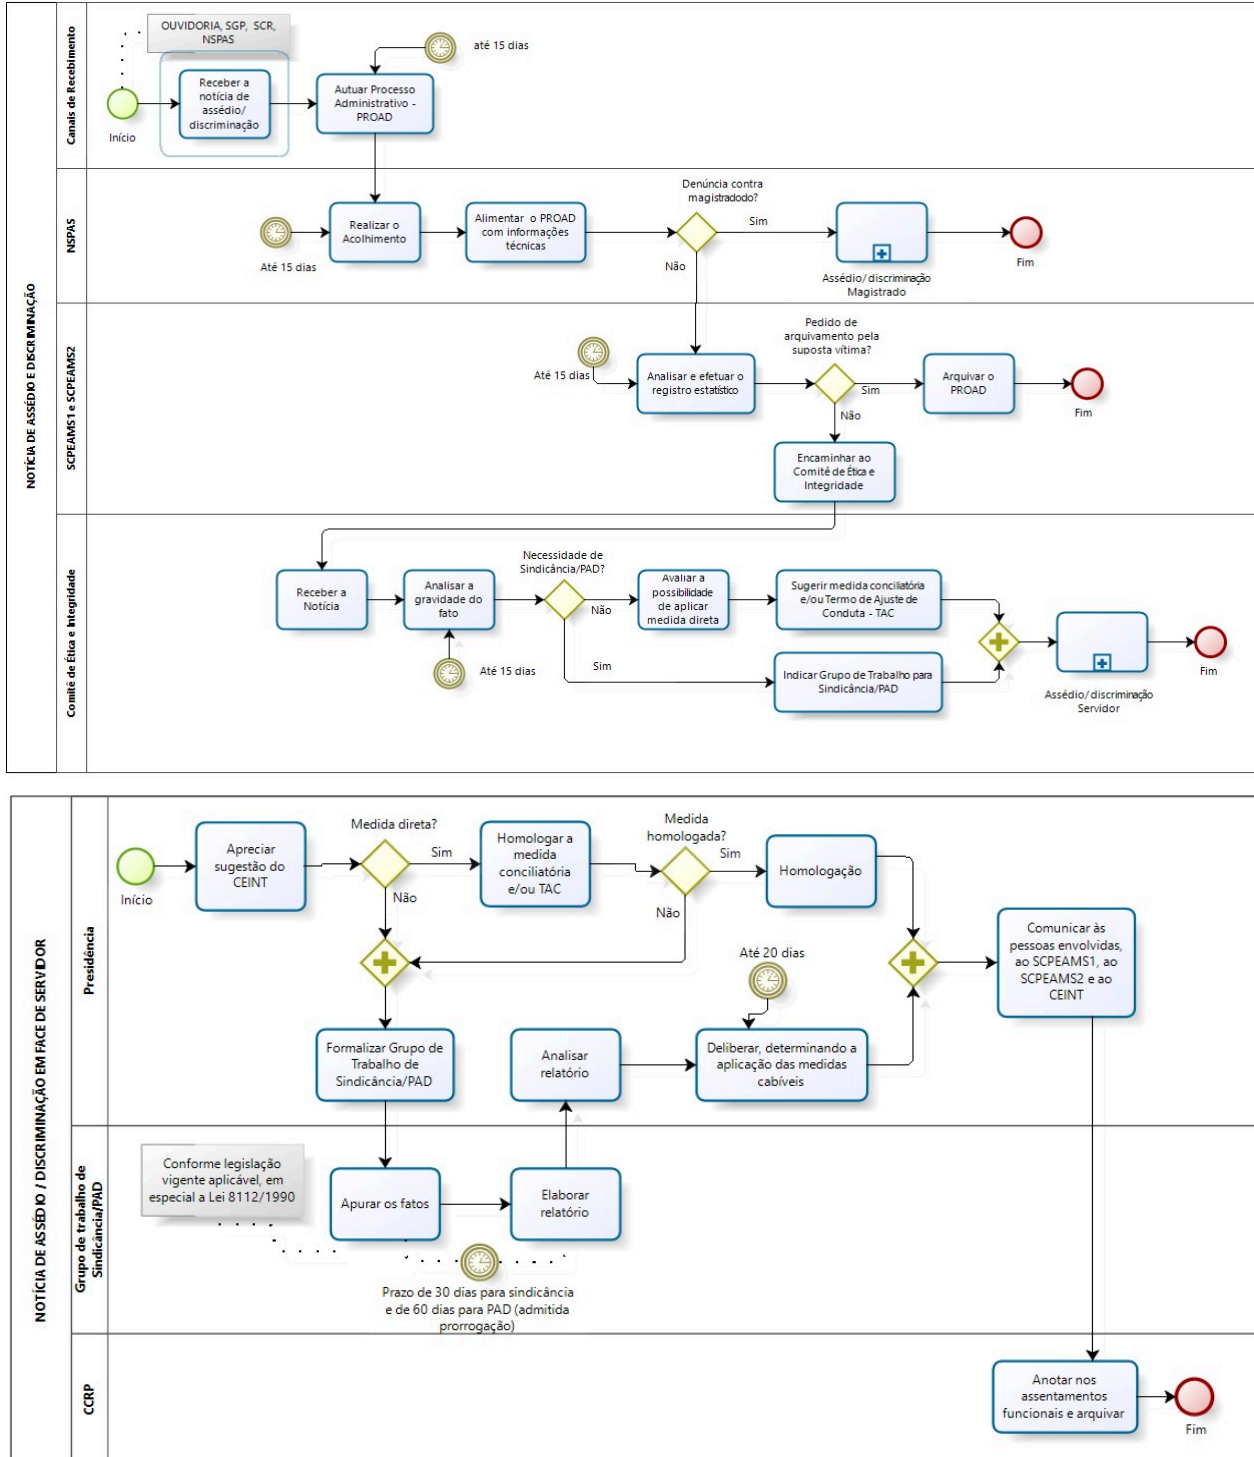 NOTÍCIA DE ASSÉDIO E DISCRIMINAÇÃO
Canais de Recebimento
OUVIDORIA, SGP, SCR,
NSPAS
Início
Receber a
notícia de
assédio/
discriminação
Autuar Processo
Administrativo -
PROAD
até 15 dias
NSPAS
Até 15 dias
Realizar o
Acolhimento
Alimentar o PROAD
com informações
técnicas
Denúncia contra
magistradodo?
Sim
Não
Assédio/discriminação
Magistrado
Fim
SCPEAMS1 e SCPEAMS2
Até 15 dias
Analisar e efetuar o
registro estatístico
Pedido de
arquivamento pela
suposta vítima?
Sim
Não
Arquivar o
PROAD
Fim
Encaminhar ao
Comitê de Ética e
Integridade
Comitê de Ética e Integridade
Receber a
Notícia
Analisar a
gravidade do
fato
Até 15 dias
Necessidade de
Sindicância/PAD?
Não
Sim
Avaliar a
possibilidade
de aplicar
medida direta
Sugerir medida conciliatória
e/ou Termo de Ajuste de
Conduta - TAC
Indicar Grupo de Trabalho para
Sindicância/PAD
Assédio/discriminação
Servidor
Fim
NOTÍCIA DE ASSÉDIO / DISCRIMINAÇÃO EM FACE DE SERVIDOR
Presidência
Início
Apreciar
sugestão do
CEINT
Medida direta?
Sim
Não
Homologar a
medida
conciliatória
e/ou TAC
Medida
homologada?
Sim
Não
Homologação
Comunicar às
pessoas envolvidas,
ao SCPEAMS1, ao
SCPEAMS2 e ao
CEINT
Até 20 dias
Formalizar Grupo de
Trabalho de
Sindicância/PAD
Analisar
relatório
Deliberar, determinando a
aplicação das medidas
cabíveis
Grupo de trabalho de
Sindicância/PAD
Conforme legislação
vigente aplicável, em
especial a Lei 8112/1990
Apurar os fatos
Elaborar
relatório
Prazo de 30 dias para sindicância
e de 60 dias para PAD (admitida
prorrogação)
CCRP
Anotar nos
assentamentos
funcionais e arquivar
Fim